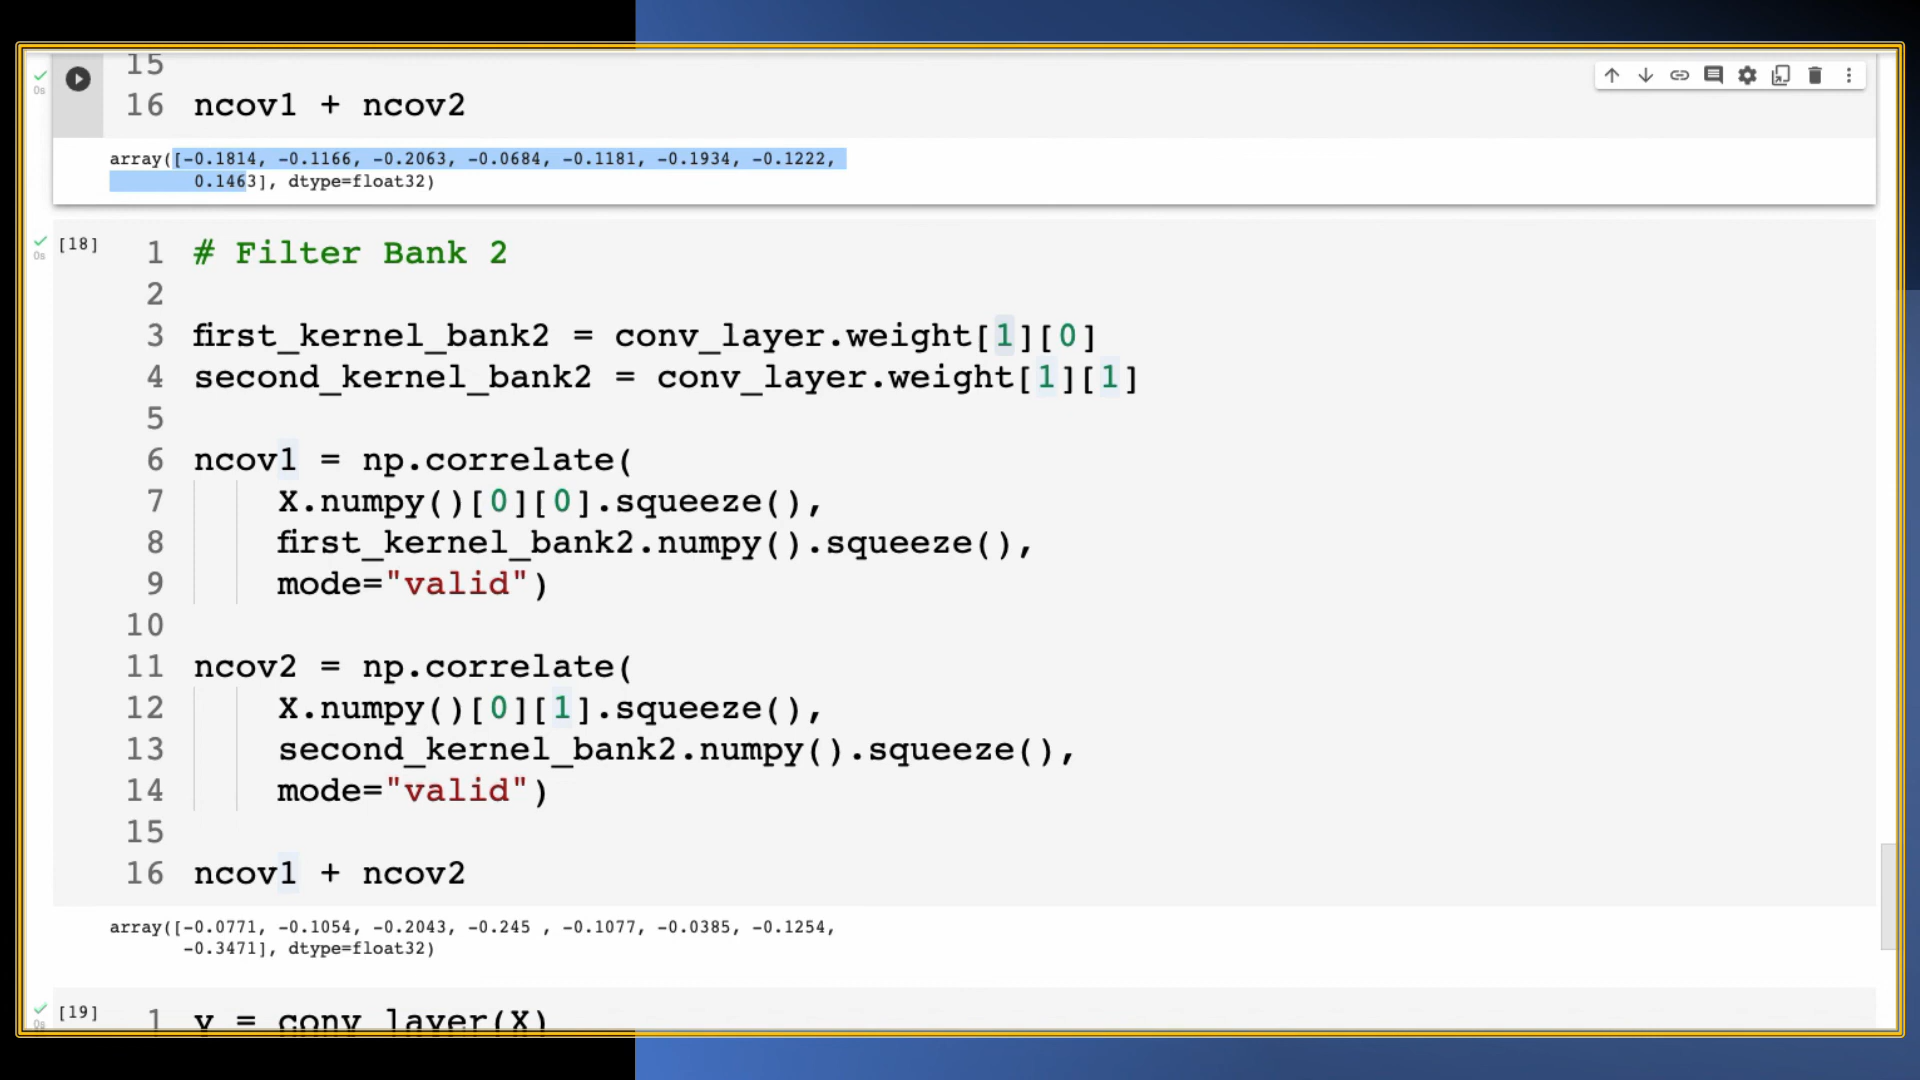 15
16 ncov1 + ncov2
0s
array([-0.1814, -0.1166, -0.2063, -0.0684, -0.1181, -0.1934, -0.1222,
0.1463], dtype=float32)
[18]
0s
1 # Filter Bank 2
2
3 first_kernel_bank2 = conv_layer.weight[1][0]
4 second_kernel_bank2 = conv_layer.weight[1][1]
5
6 ncov1 = np.correlate(
7 X.numpy()[0][0].squeeze(),
8 first_kernel_bank2.numpy().squeeze(),
9 mode="valid")
10
11 ncov2 = np.correlate(
12 X.numpy()[0][1].squeeze(),
13 second_kernel_bank2.numpy().squeeze(),
14 mode="valid")
15
16 ncov1 + ncov2
array([-0.0771, -0.1054, -0.2043, -0.245 , -0.1077, -0.0385, -0.1254,
-0.3471], dtype=float32)
[19]
0s
1 y = conv_layer(X)